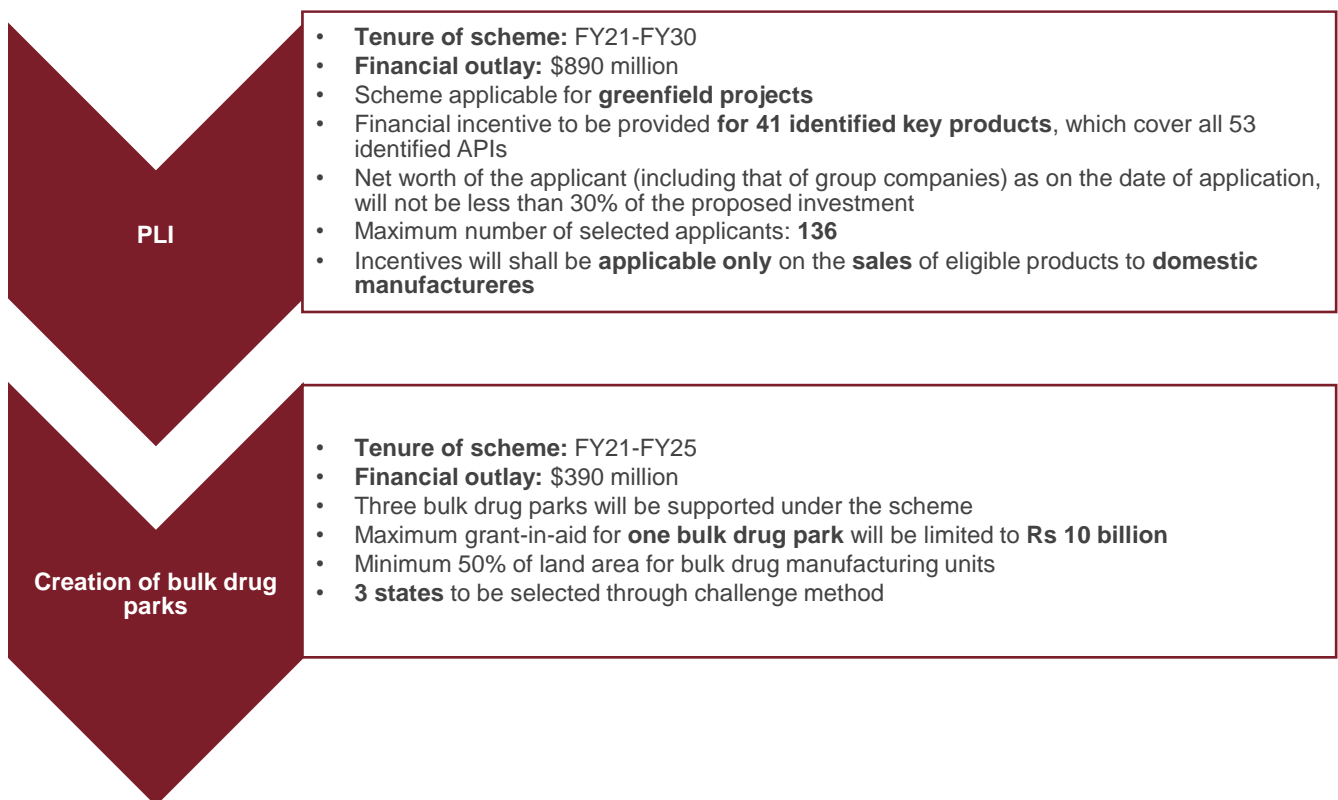 PLI
• Tenure of scheme: FY21-FY30
• Financial outlay: $890 million
• Scheme applicable for greenfield projects
• Financial incentive to be provided for 41 identified key products, which cover all 53
identified APIs
• Net worth of the applicant (including that of group companies) as on the date of application,
will not be less than 30% of the proposed investment
• Maximum number of selected applicants: 136
• Incentives will shall be applicable only on the sales of eligible products to domestic
manufactureres
Creation of bulk drug
parks
• Tenure of scheme: FY21-FY25
• Financial outlay: $390 million
• Three bulk drug parks will be supported under the scheme
• Maximum grant-in-aid for one bulk drug park will be limited to Rs 10 billion
• Minimum 50% of land area for bulk drug manufacturing units
• 3 states to be selected through challenge method